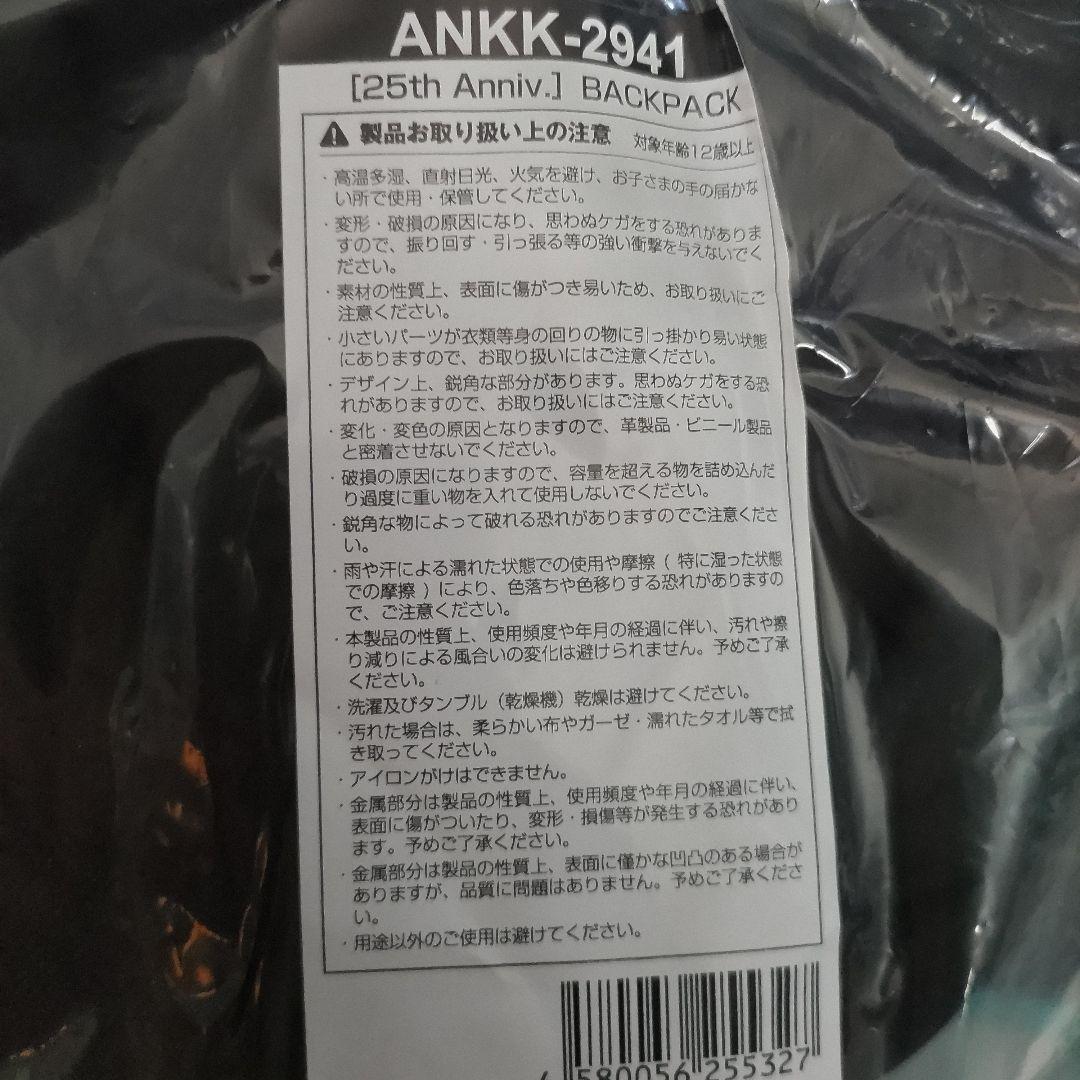 ANKK-2941
[25th Anniv.] BACKPACK
製品お取り扱い上の注意 対象年齢12歳以上
・高温多湿、直射日光、火気を避け、お子さまの手の届かな
い所で使用・保管してください。
・変形・破損の原因になり、思わぬケガをする恐れがありま
すので、振り回す・引っ張る等の強い衝撃を与えないでく
ださい。
・素材の性質上、表面に傷がつき易いため、お取り扱いにご
注意ください。
・小さいパーツが衣類等身の回りの物に引っ掛かり易い状態
にありますので、お取り扱いにはご注意ください。
・デザイン上、鋭角な部分があります。思わぬケガをする恐
れがありますので、お取り扱いにはご注意ください。
・変化・変色の原因となりますので、革製品・ビニール製品
と密着させないでください。
・破損の原因になりますので、容量を超える物を詰め込んだ
り過度に重い物を入れて使用しないでください。
・鋭角な物によって破れる恐れがありますのでご注意くださ
い。
・雨や汗による濡れた状態での使用や摩擦（特に湿った状態
での摩擦）により、色落ちや色移りする恐れがありますの
で、ご注意ください。
・本製品の性質上、使用頻度や年月の経過に伴い、汚れや擦
り減りによる風合いの変化は避けられません。予めご了承
ください。
・洗濯及びタンブル（乾燥機）乾燥は避けてください。
・汚れた場合は、柔らかい布やガーゼ・濡れたタオル等で拭
き取ってください。
・アイロンがけはできません。
・金属部分は製品の性質上、使用頻度や年月の経過に伴い、
表面に傷がついたり、変形・損傷等が発生する恐れがあり
ます。予めご了承ください。
・金属部分は製品の性質上、表面に僅かな凹凸のある場合が
ありますが、品質に問題はありません。予めご了承くださ
い。
・用途以外のご使用は避けてください。
4 580056 255327